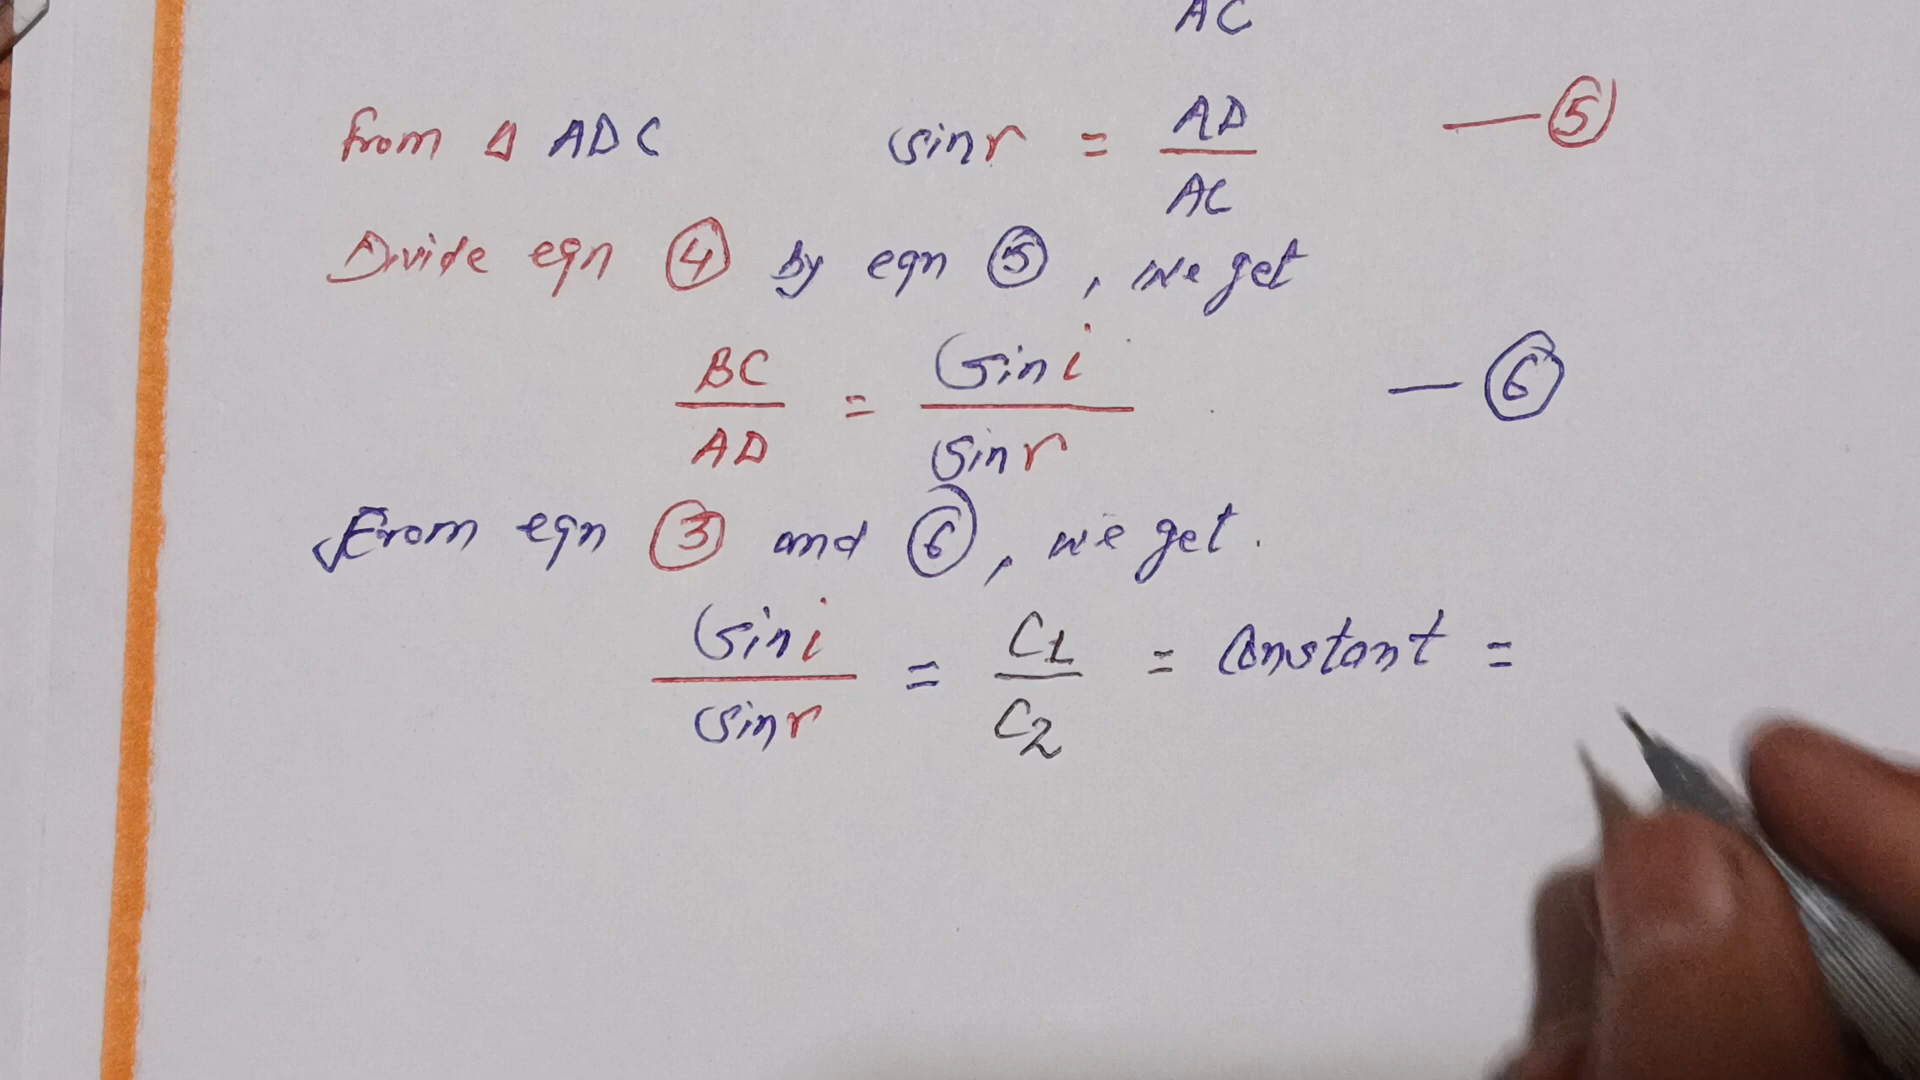 AC
from Δ ADC sin r = AD / AC — ⑤
Divide eqn ④ by eqn ⑤, we get
BC / AD = Sin i / Sin r — ⑥
From eqn ③ and ⑥, we get.
Sin i / Sin r = C1 / C2 = Constant =